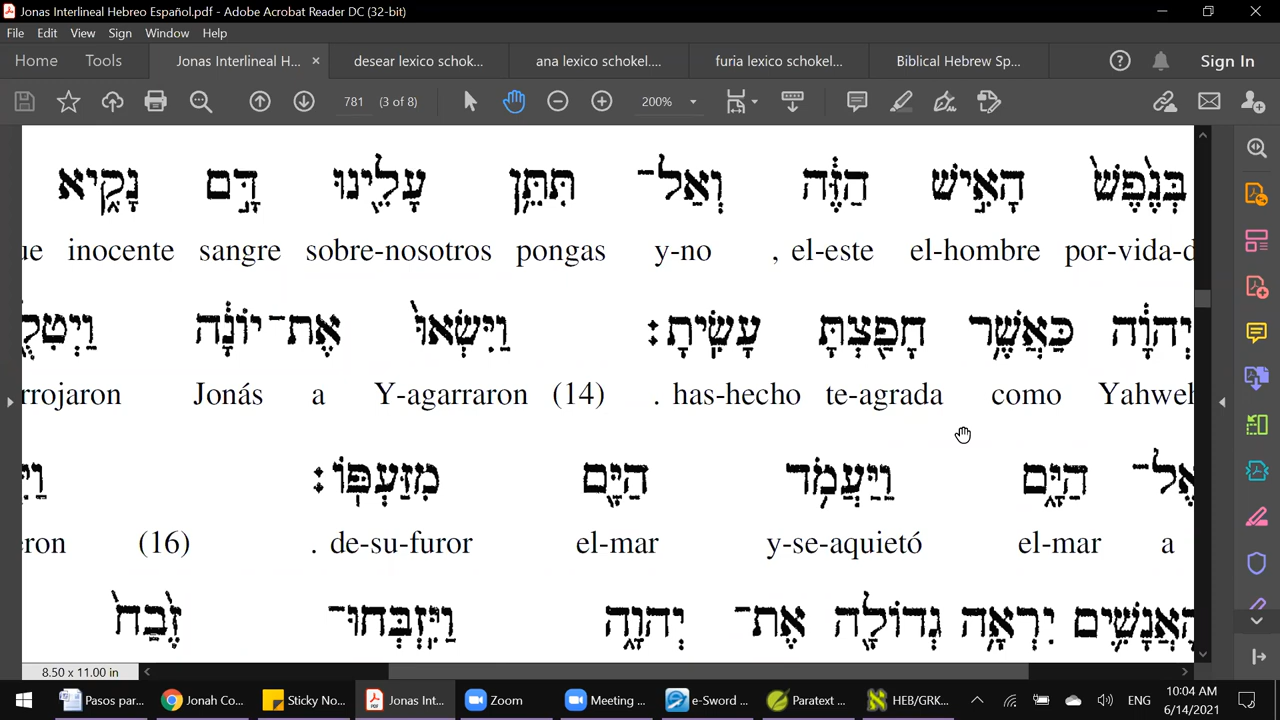 Jonas Interlineal Hebreo Español.pdf - Adobe Acrobat Reader DC (32-bit)
File Edit View Sign Window Help
Home Tools Jonas Interlineal H... × desear lexico schok... ana lexico schokel.... furia lexico schokel... Biblical Hebrew Sp... Sign In
781 (3 of 8) 200%
בְּנֶ֙פֶשׁ֙ הָאִ֣ישׁ הַזֶּ֔ה וְאַל־ תִּתֵּ֥ן עָלֵ֖ינוּ דָּ֣ם נָקִ֑יא
ue inocente sangre sobre-nosotros pongas y-no , el-este el-hombre por-vida-d
יְהוָ֔ה כַּאֲשֶׁ֥ר חָפַ֖צְתָּ עָשִֽׂיתָ׃ וַיִּשְׂאוּ֙ אֶת־יוֹנָ֔ה וַיְטִלֻ
rrojaron Jonás a Y-agarraron (14) . has-hecho te-agrada como Yahweh
אֶל־ הַיָּ֑ם וַיַּעֲמֹ֥ד הַיָּ֖ם מִזַּעְפּֽוֹ׃ וַיִּ
eron (16) . de-su-furor el-mar y-se-aquietó el-mar a
הָאֲנָשִׁ֛ים יִרְאָ֥ה גְדוֹלָ֖ה אֶת־ יְהוָ֑ה וַיִּֽזְבְּחוּ־ זֶ֙בַח֙
8.50 x 11.00 in
Pasos par... Jonah Co... Sticky No... Jonas Int... Zoom Meeting ... e-Sword ... Paratext ... HEB/GRK... ENG 10:04 AM
6/14/2021